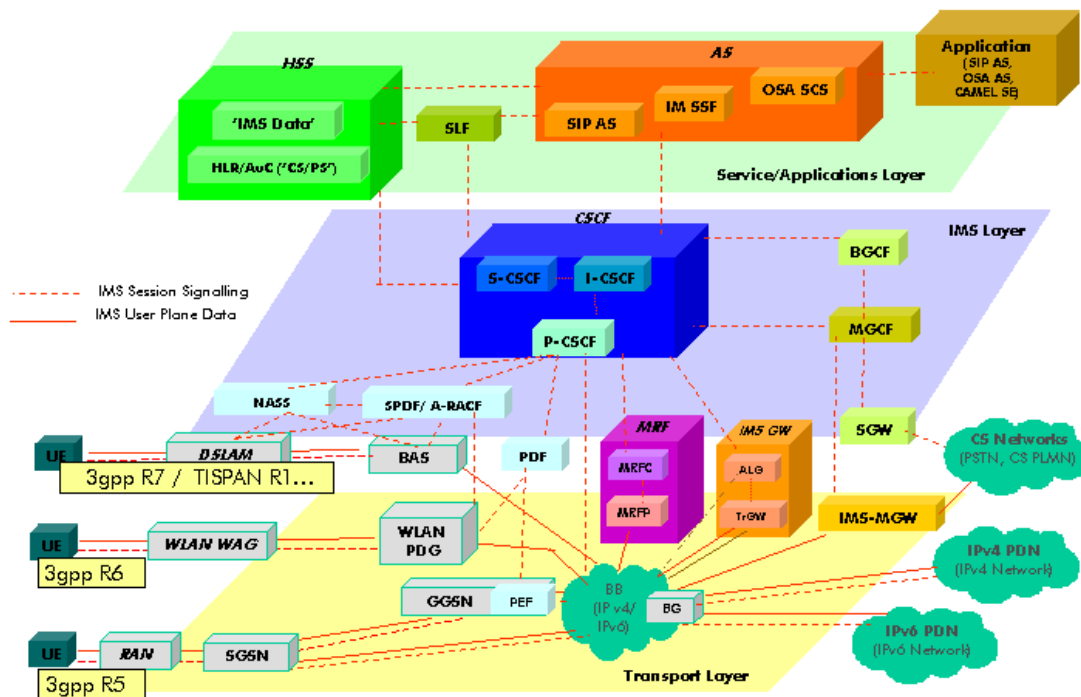 HSS
AS
Application
(SIP AS,
OSA AS,
CAMEL SE)
'IMS Data'
HLR/AuC ('CS/PS')
SLF
SIP AS
IM SSF
OSA SCS
Service/Applications Layer
CSCF
IMS Layer
S-CSCF
I-CSCF
P-CSCF
BGCF
MGCF
IMS Session Signalling
IMS User Plane Data
NASS
SPDF/ A-RACF
SGW
CS Networks
(PSTN, CS PLMN)
UE
DSLAM
BAS
PDF
MRF
MRFC
MRFP
IMS GW
ALG
TrGW
3gpp R7 / TISPAN R1...
IMS-MGW
UE
WLAN WAG
WLAN
PDG
3gpp R6
IPv4 PDN
(IPv4 Network)
GGSN
PEF
BB
(IP v4/
IPv6)
BG
IPv6 PDN
(IPv6 Network)
UE
RAN
SGSN
3gpp R5
Transport Layer